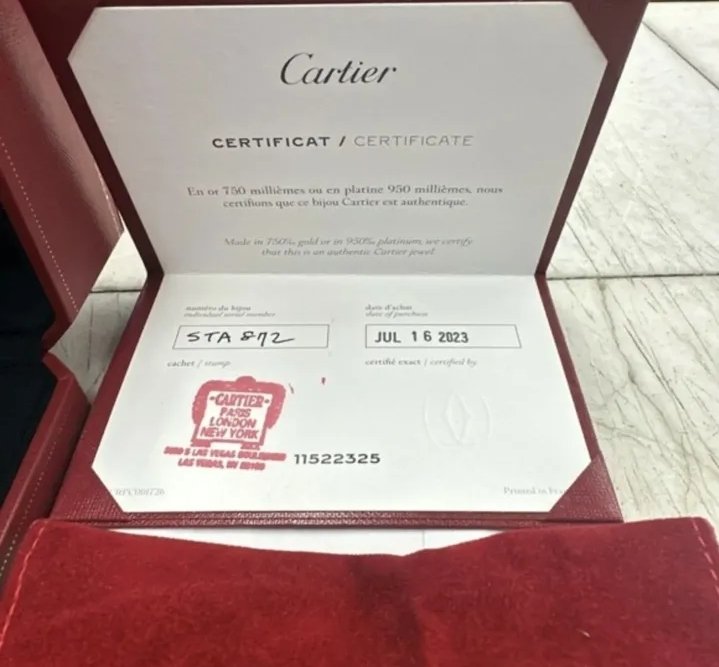 Cartier
CERTIFICAT / CERTIFICATE
En or 750 millièmes ou en platine 950 millièmes, nous
certifions que ce bijou Cartier est authentique.
Made in 750‰ gold or in 950‰ platinum, we certify
that this is an authentic Cartier jewel
numéro du bijou
individual serial number
date d'achat
date of purchase
STA 872
JUL 16 2023
cachet / stamp
certifié exact / certified by
CARTIER
PARIS
LONDON
NEW YORK
S LAS VEGAS BOULEVARD
LAS VEGAS, NV
11522325
Printed in